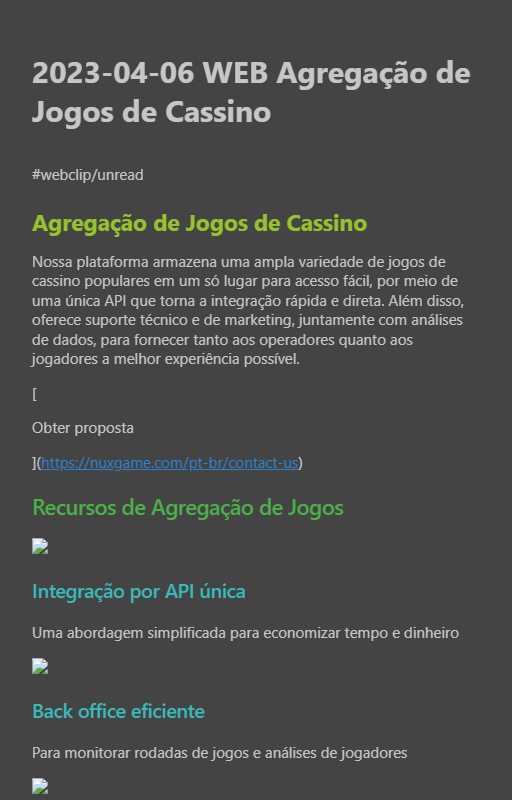 2023-04-06 WEB Agregação de
Jogos de Cassino
#webclip/unread
Agregação de Jogos de Cassino
Nossa plataforma armazena uma ampla variedade de jogos de
cassino populares em um só lugar para acesso fácil, por meio de
uma única API que torna a integração rápida e direta. Além disso,
oferece suporte técnico e de marketing, juntamente com análises
de dados, para fornecer tanto aos operadores quanto aos
jogadores a melhor experiência possível.
[
Obter proposta
](https://nuxgame.com/pt-br/contact-us)
Recursos de Agregação de Jogos
Integração por API única
Uma abordagem simplificada para economizar tempo e dinheiro
Back office eficiente
Para monitorar rodadas de jogos e análises de jogadores